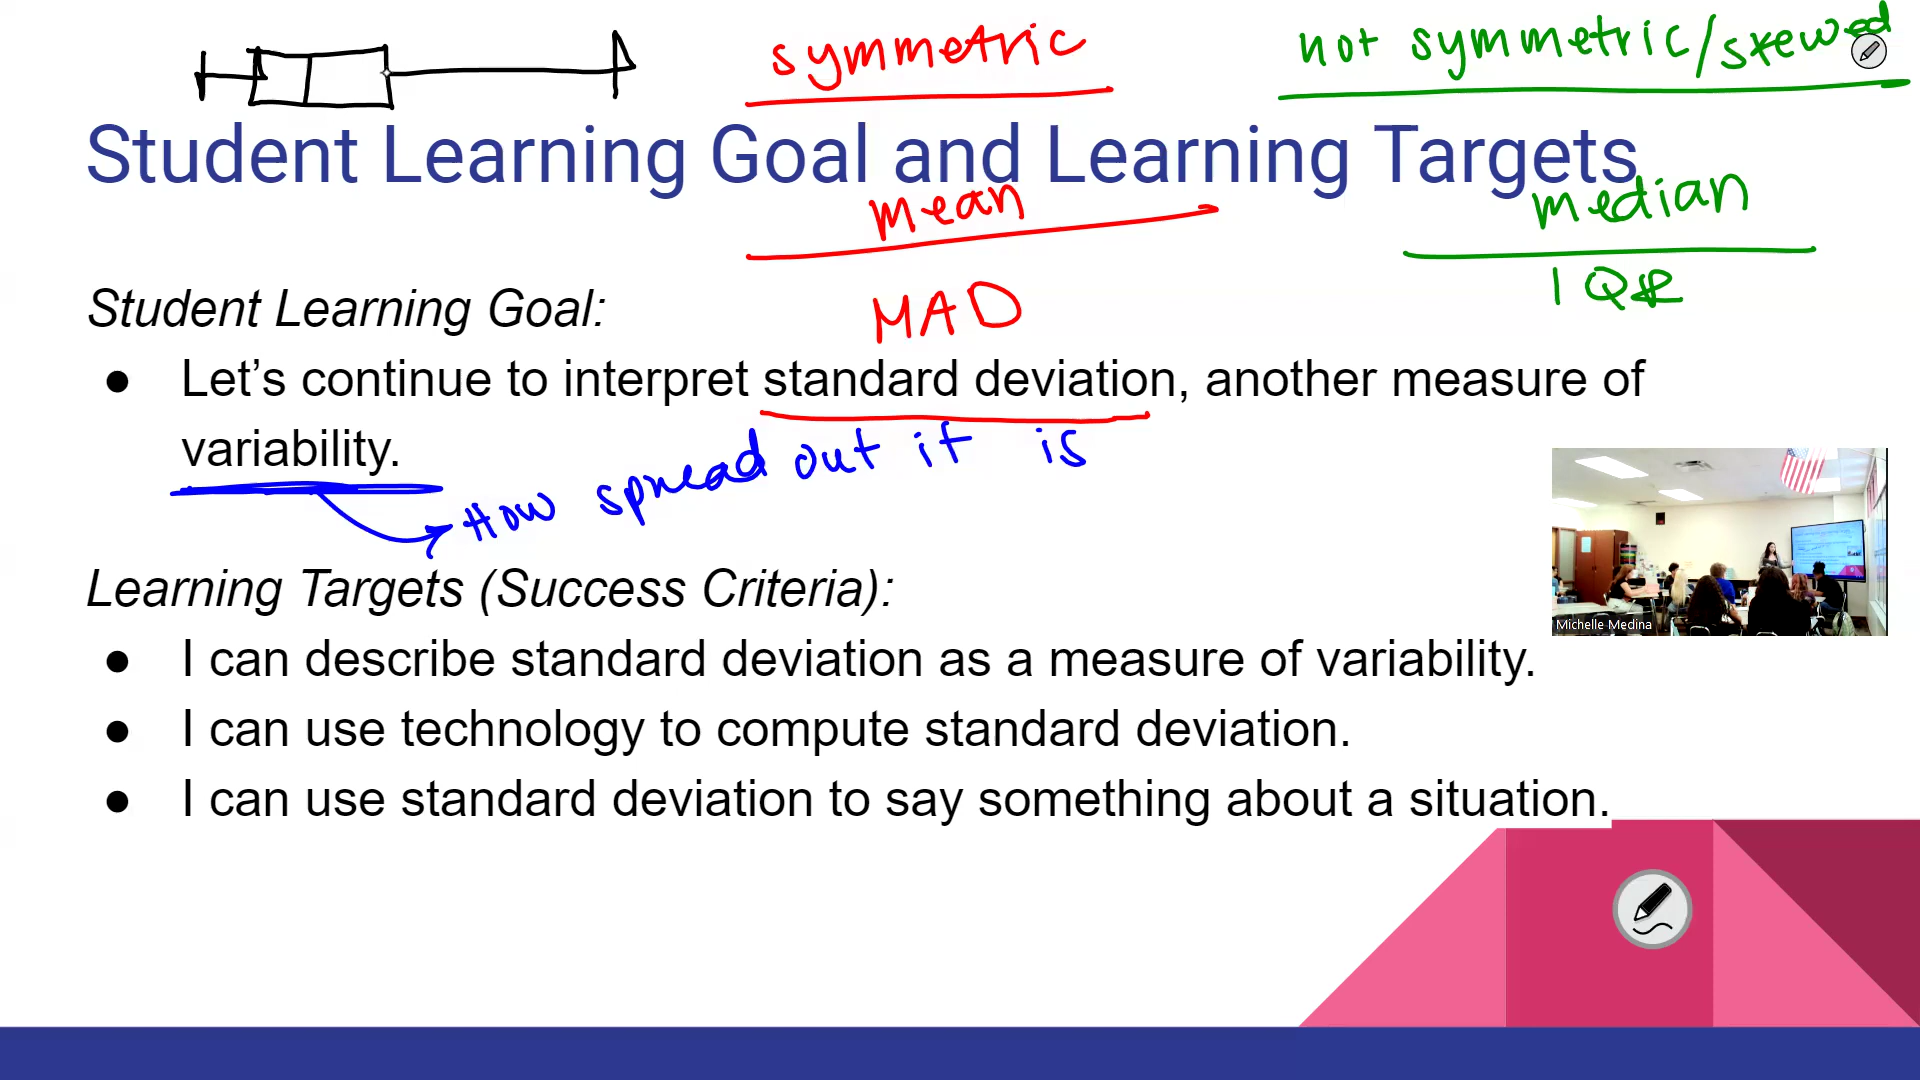 symmetric
not symmetric/skewed
Student Learning Goal and Learning Targets
mean
median
Student Learning Goal:
MAD
IQR
● Let’s continue to interpret standard deviation, another measure of
variability.
How spread out it is
Learning Targets (Success Criteria):
● I can describe standard deviation as a measure of variability.
● I can use technology to compute standard deviation.
● I can use standard deviation to say something about a situation.
Michelle Medina